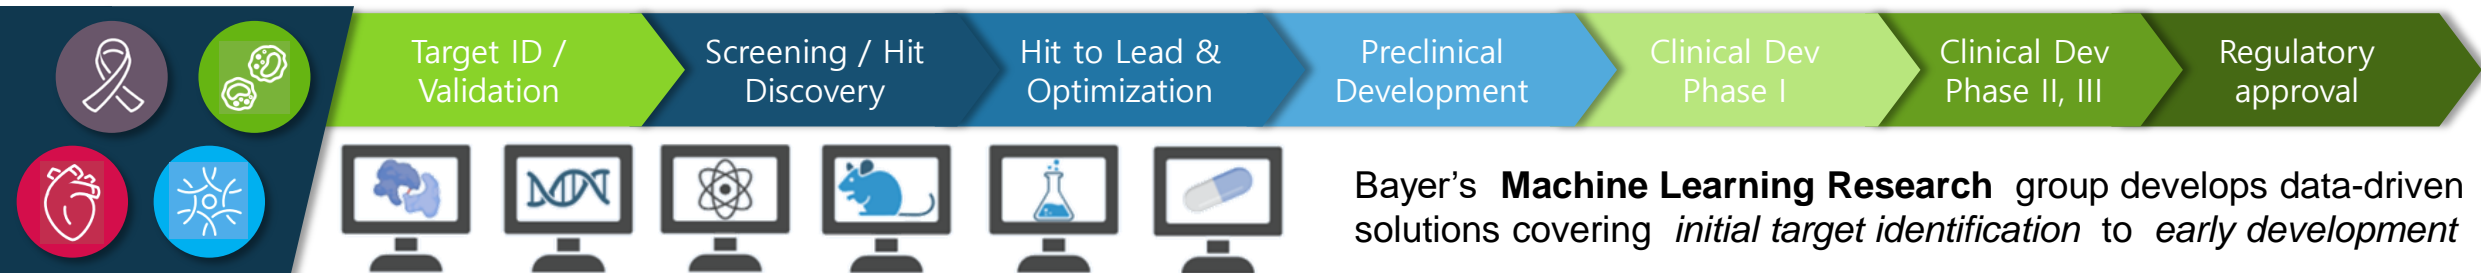 Target ID /
Validation
Screening / Hit
Discovery
Hit to Lead &
Optimization
Preclinical
Development
Clinical Dev
Phase I
Clinical Dev
Phase II, III
Regulatory
approval
Bayer’s Machine Learning Research group develops data-driven
solutions covering initial target identification to early development